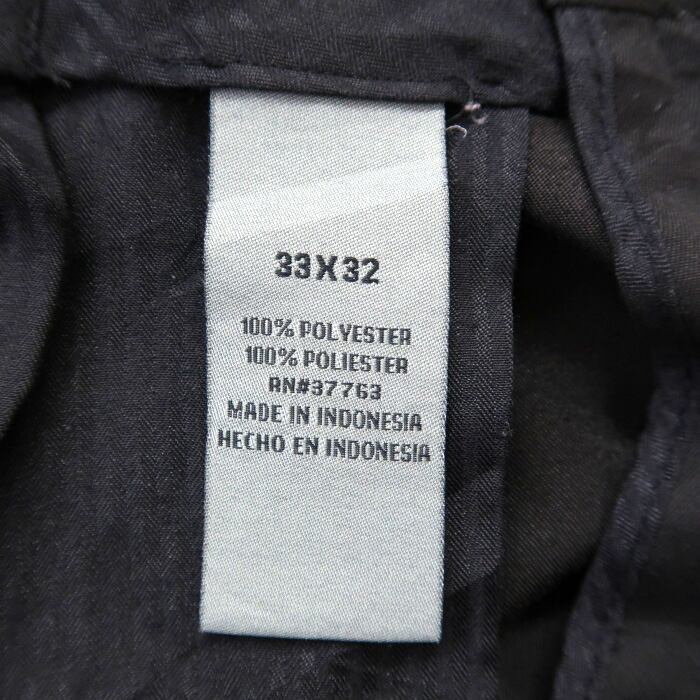 33X32
100% POLYESTER
100% POLIESTER
RN#37763
MADE IN INDONESIA
HECHO EN INDONESIA